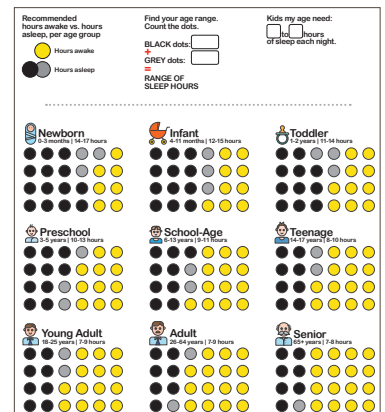 Recommended
hours awake vs. hours
asleep, per age group
Hours awake
Hours asleep
Find your age range.
Count the dots.
BLACK dots:
+
GREY dots:
=
RANGE OF
SLEEP HOURS
Kids my age need:
to hours
of sleep each night.
Newborn
0-3 months | 14-17 hours
Infant
4-11 months | 12-15 hours
Toddler
1-2 years | 11-14 hours
Preschool
3-5 years | 10-13 hours
School-Age
6-13 years | 9-11 hours
Teenage
14-17 years | 8-10 hours
Young Adult
18-25 years | 7-9 hours
Adult
26-64 years | 7-9 hours
Senior
65+ years | 7-8 hours